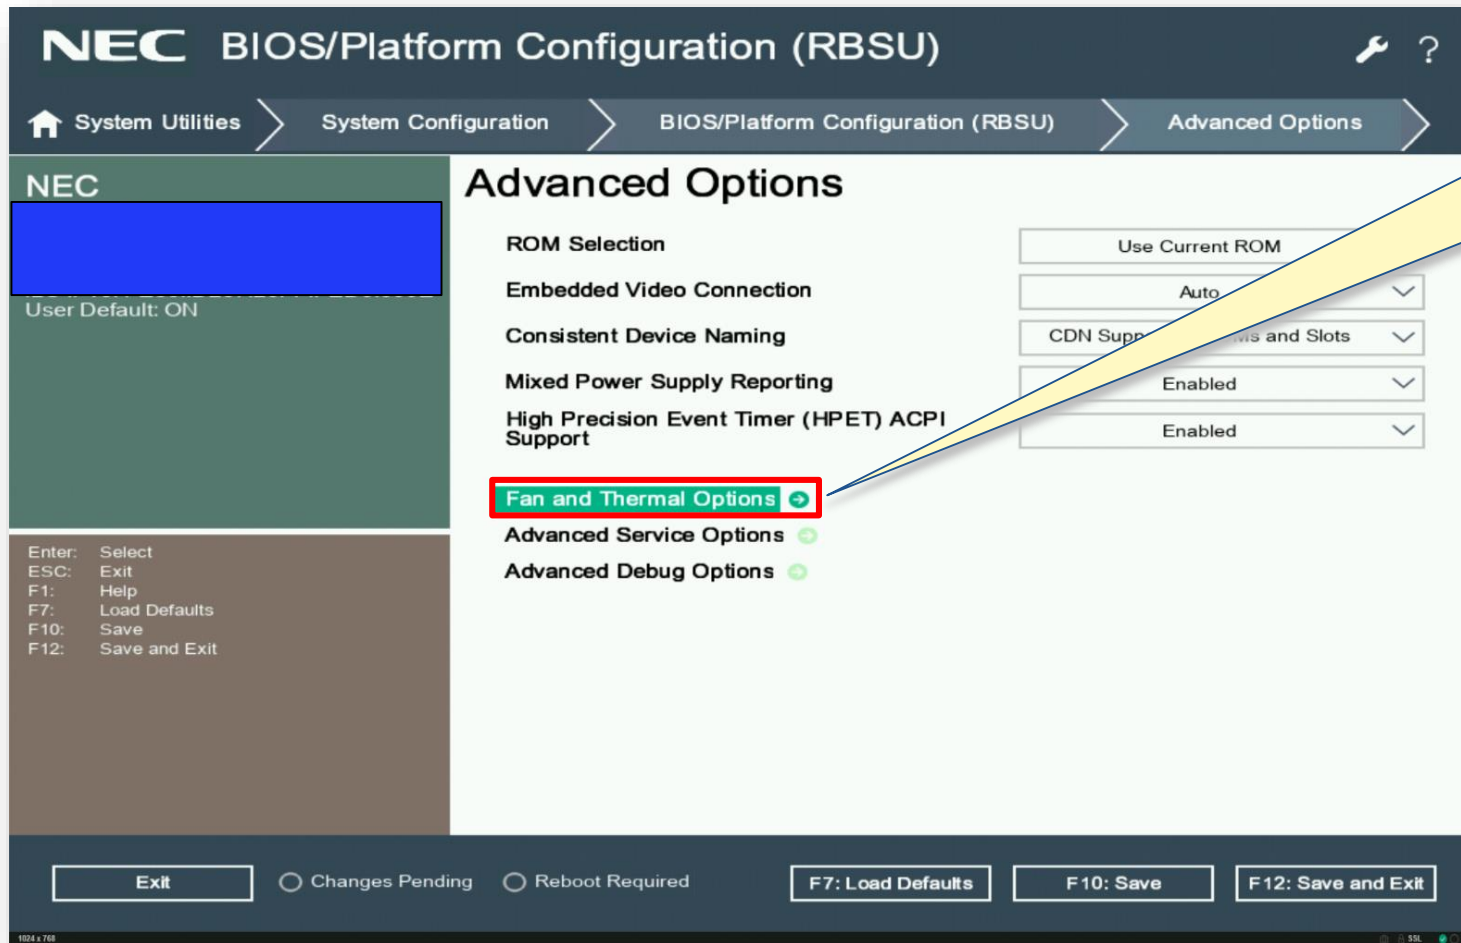 NEC BIOS/Platform Configuration (RBSU)
?
System Utilities
System Configuration
BIOS/Platform Configuration (RBSU)
Advanced Options
NEC
User Default: ON
Enter: Select
ESC: Exit
F1: Help
F7: Load Defaults
F10: Save
F12: Save and Exit
Advanced Options
ROM Selection
Use Current ROM
Embedded Video Connection
Auto
Consistent Device Naming
CDN and Slots
Mixed Power Supply Reporting
Enabled
High Precision Event Timer (HPET) ACPI
Support
Enabled
Fan and Thermal Options
Advanced Service Options
Advanced Debug Options
Exit
Changes Pending
Reboot Required
F7: Load Defaults
F10: Save
F12: Save and Exit
1024 x 768
SSL